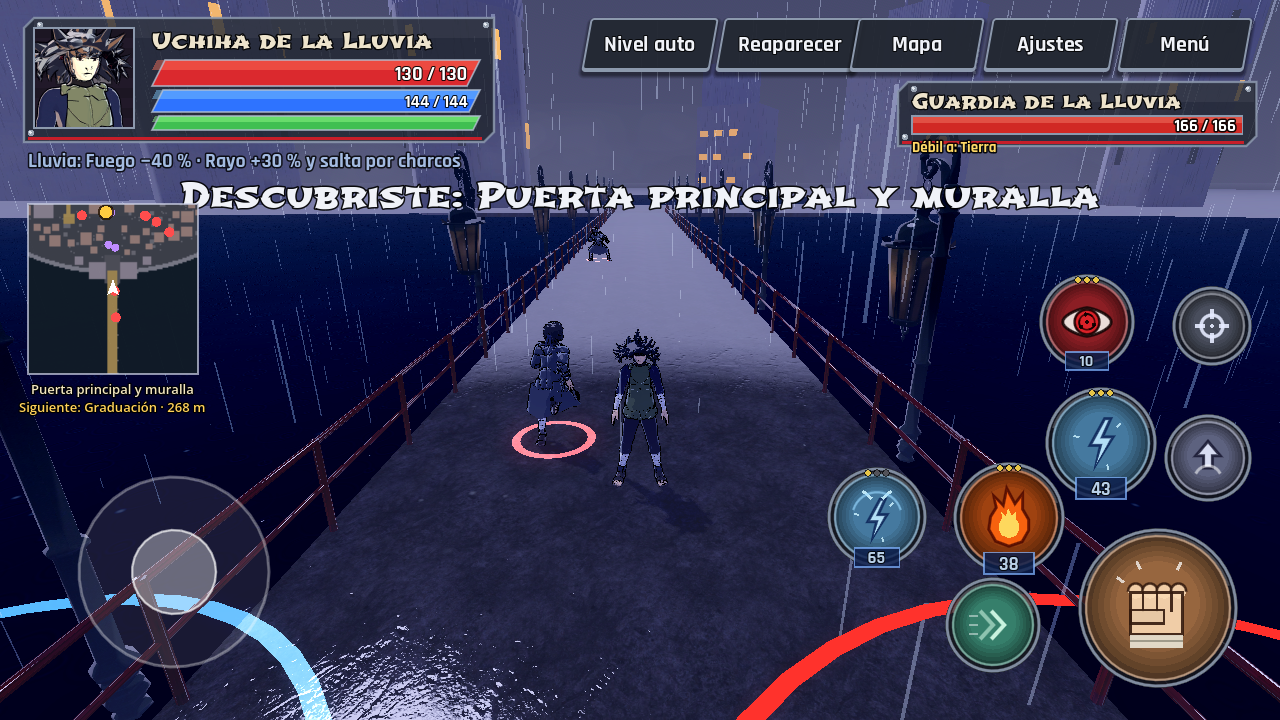 Uchiha de la Lluvia
130 / 130
144 / 144
Lluvia: Fuego −40 % · Rayo +30 % y salta por charcos
Nivel auto
Reaparecer
Mapa
Ajustes
Menú
Guardia de la Lluvia
166 / 166
Débil a: Tierra
Descubriste: Puerta principal y muralla
Puerta principal y muralla
Siguiente: Graduación · 268 m
10
43
65
38